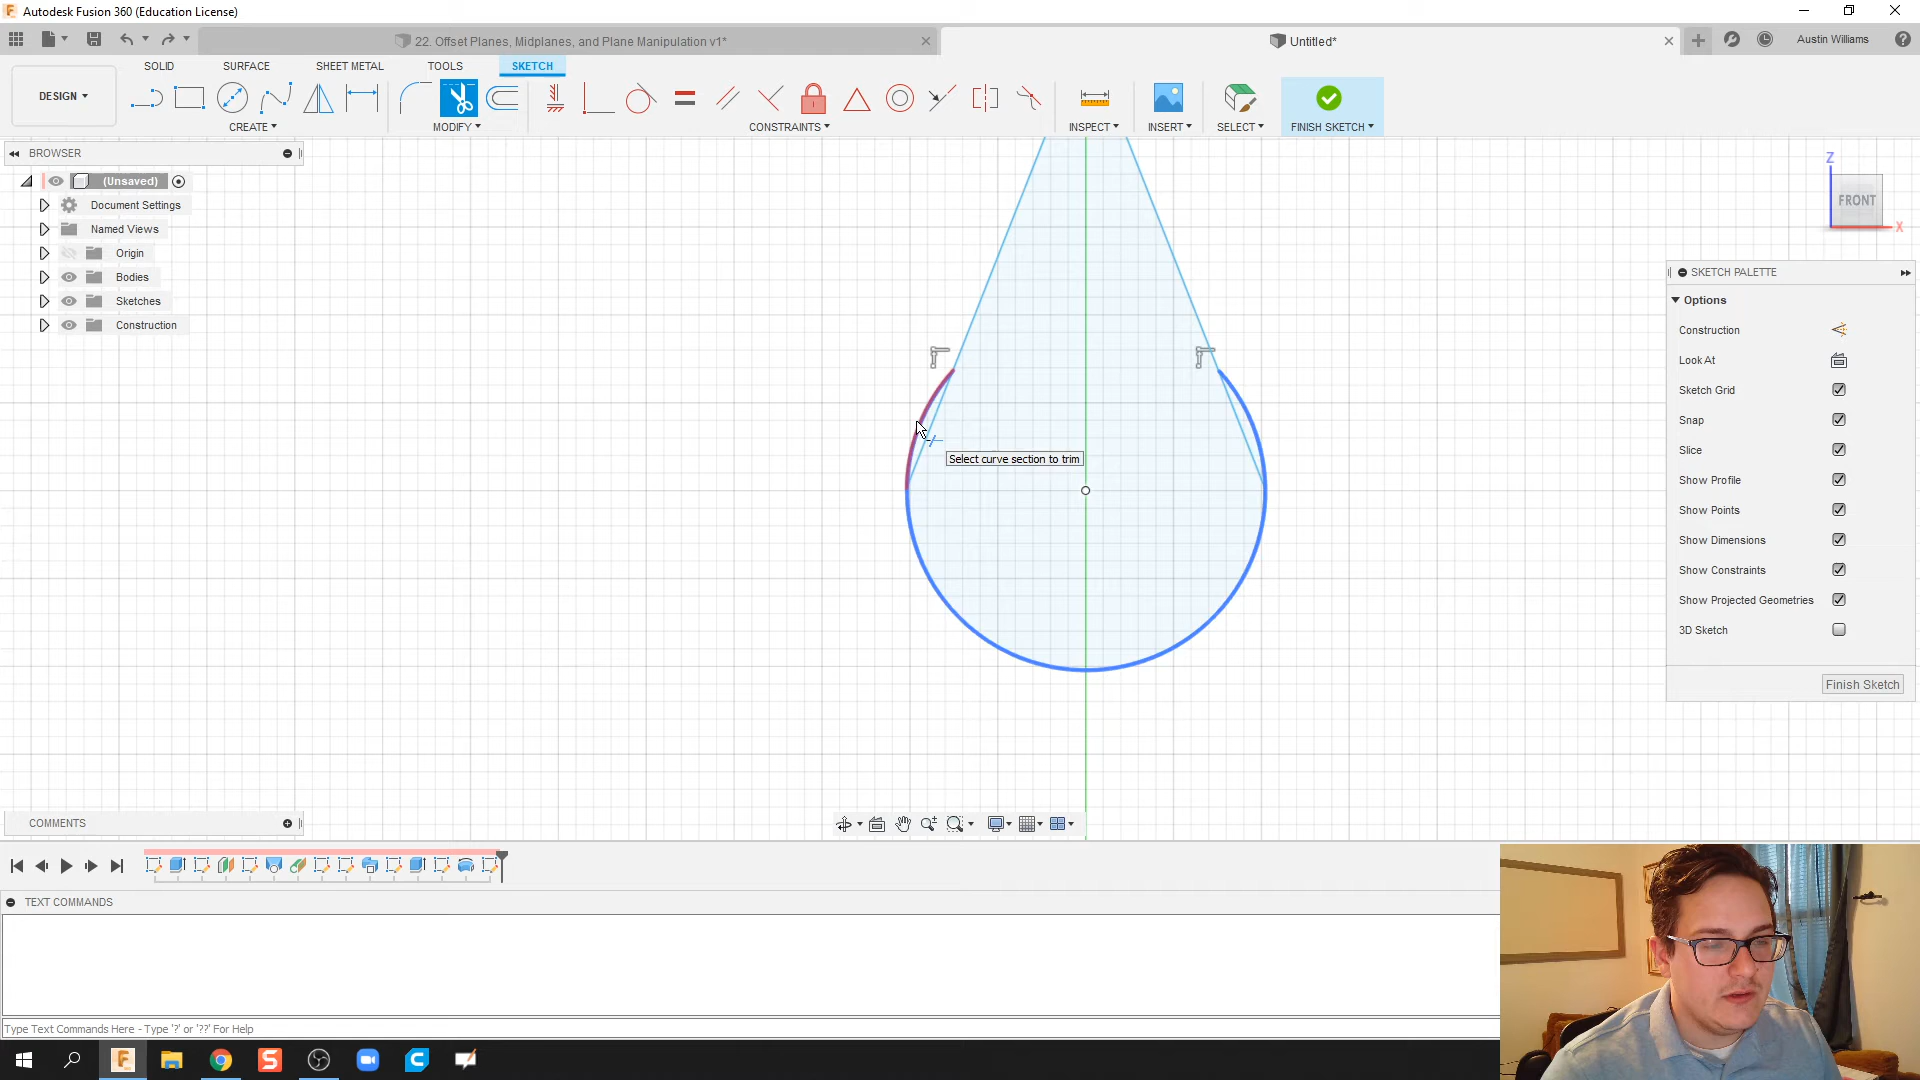 Autodesk Fusion 360 (Education License)
22. Offset Planes, Midplanes, and Plane Manipulation v1*
Untitled*
Austin Williams
SOLID
SURFACE
SHEET METAL
TOOLS
SKETCH
DESIGN
CREATE
MODIFY
CONSTRAINTS
INSPECT
INSERT
SELECT
FINISH SKETCH
BROWSER
(Unsaved)
Document Settings
Named Views
Origin
Bodies
Sketches
Construction
Z
FRONT
X
SKETCH PALETTE
Options
Construction
Look At
Sketch Grid
Snap
Slice
Show Profile
Show Points
Show Dimensions
Show Constraints
Show Projected Geometries
3D Sketch
Finish Sketch
Select curve section to trim
COMMENTS
TEXT COMMANDS
Type Text Commands Here - Type '?' or '??' For Help